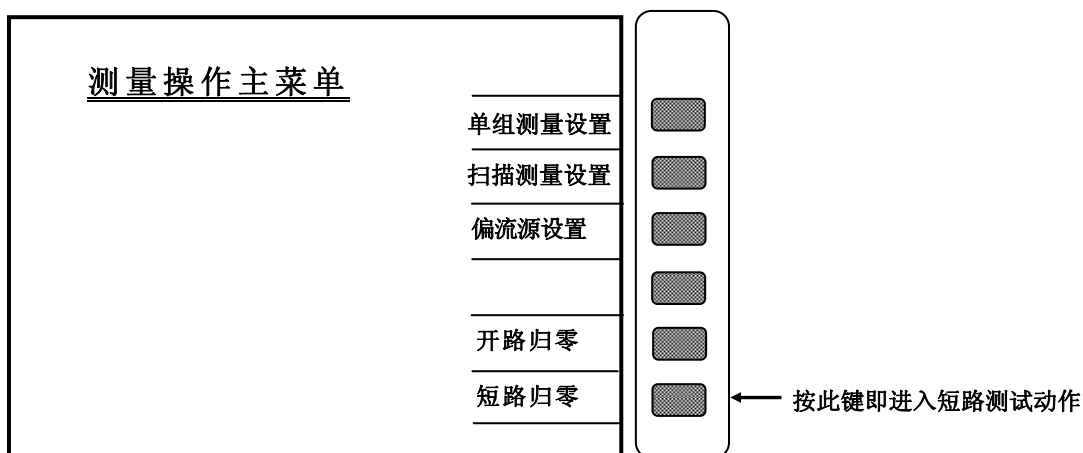 测量操作主菜单
单组测量设置
扫描测量设置
偏流源设置
开路归零
短路归零
按此键即进入短路测试动作